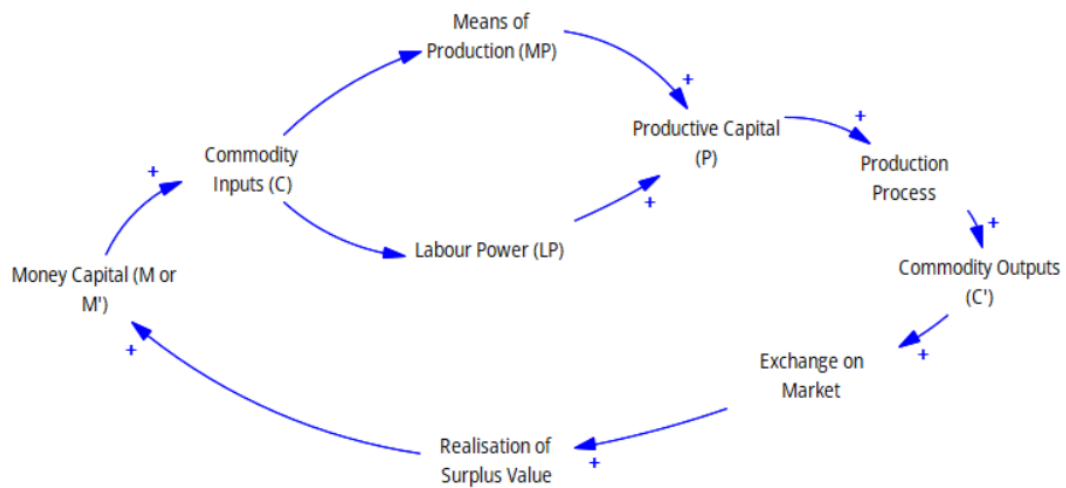 Means of
Production (MP)
+
Productive Capital
(P)
+
Production
Process
Commodity
Inputs (C)
+
+
Labour Power (LP)
+
Commodity Outputs
(C')
Money Capital (M or
M')
+
Exchange on
Market
+
Realisation of
Surplus Value
+